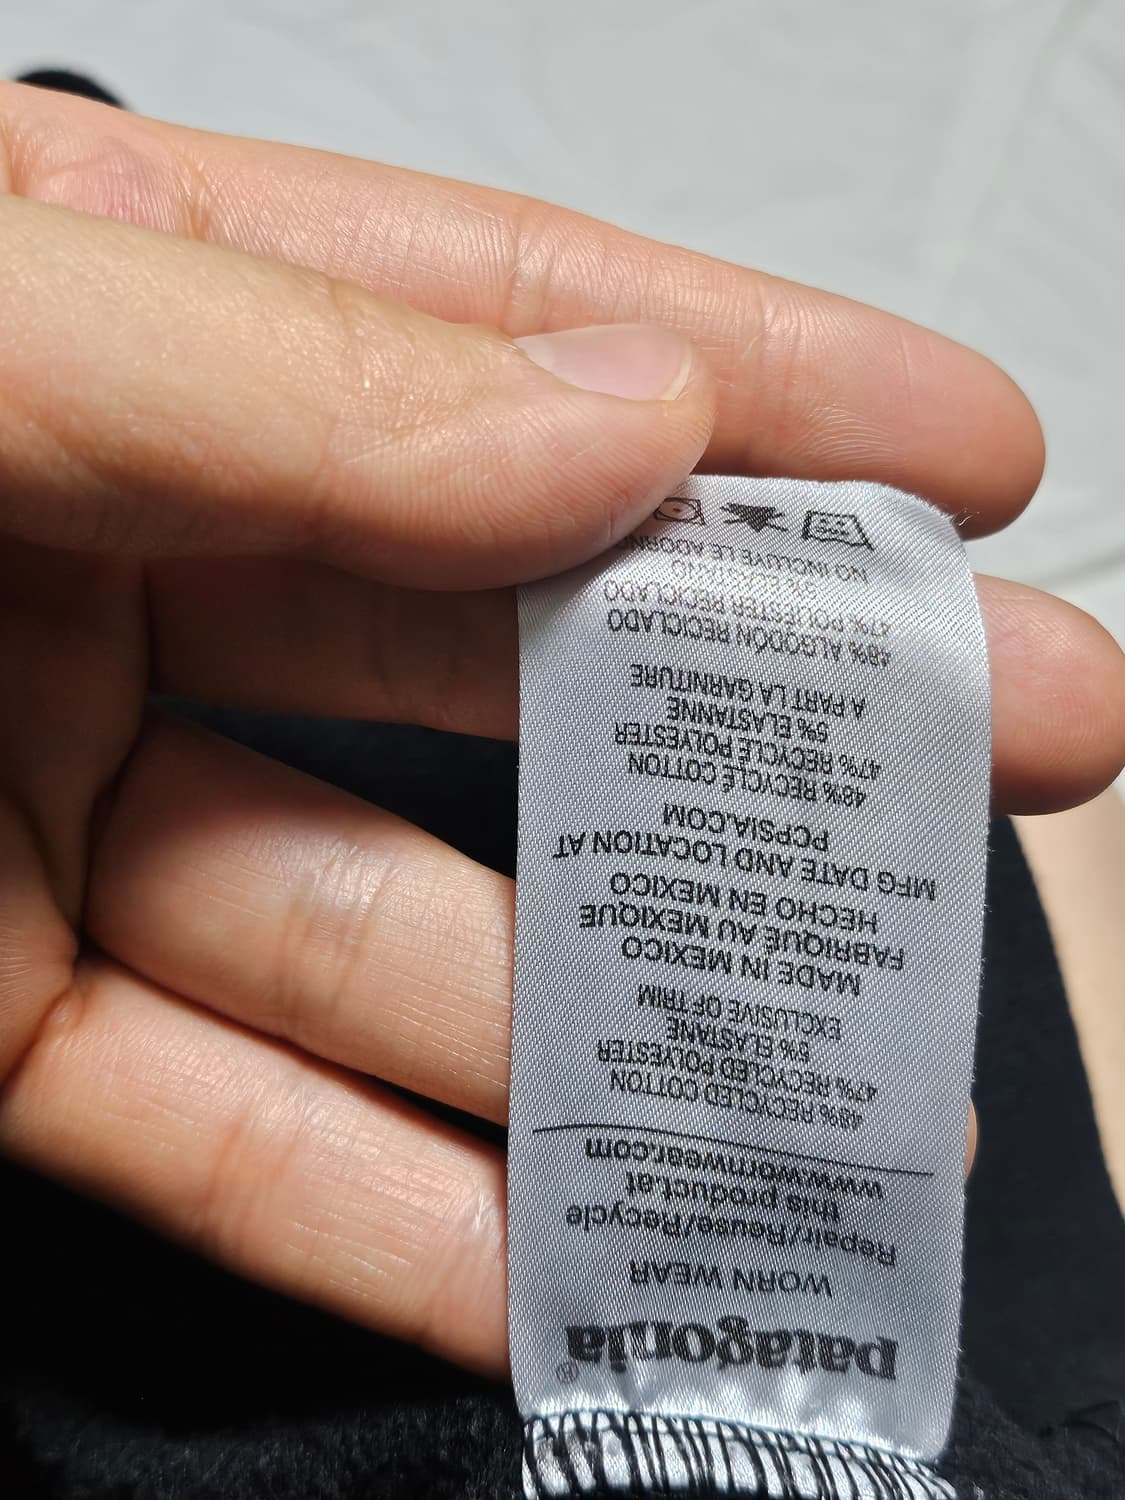 patagonia®
WORN WEAR
Repair/Reuse/Recycle
this product.at
www.wornwear.com
48% RECYCLED COTTON
47% RECYCLED POLYESTER
5% ELASTANE
EXCLUSIVE OF TRIM
MADE IN MEXICO
FABRIQUÉ AU MEXIQUE
HECHO EN MEXICO
MFG DATE AND LOCATION AT
PCPSIA.COM
48% RECYCLÉ COTTON
47% RECYCLÉ POLYESTER
5% ELASTANNE
A PART LA GARNITURE
48% ALGODÓN RECICLADO
47% POLIESTER RECICLADO
5% ELASTANO
NO INCLUYE LE ADORNO